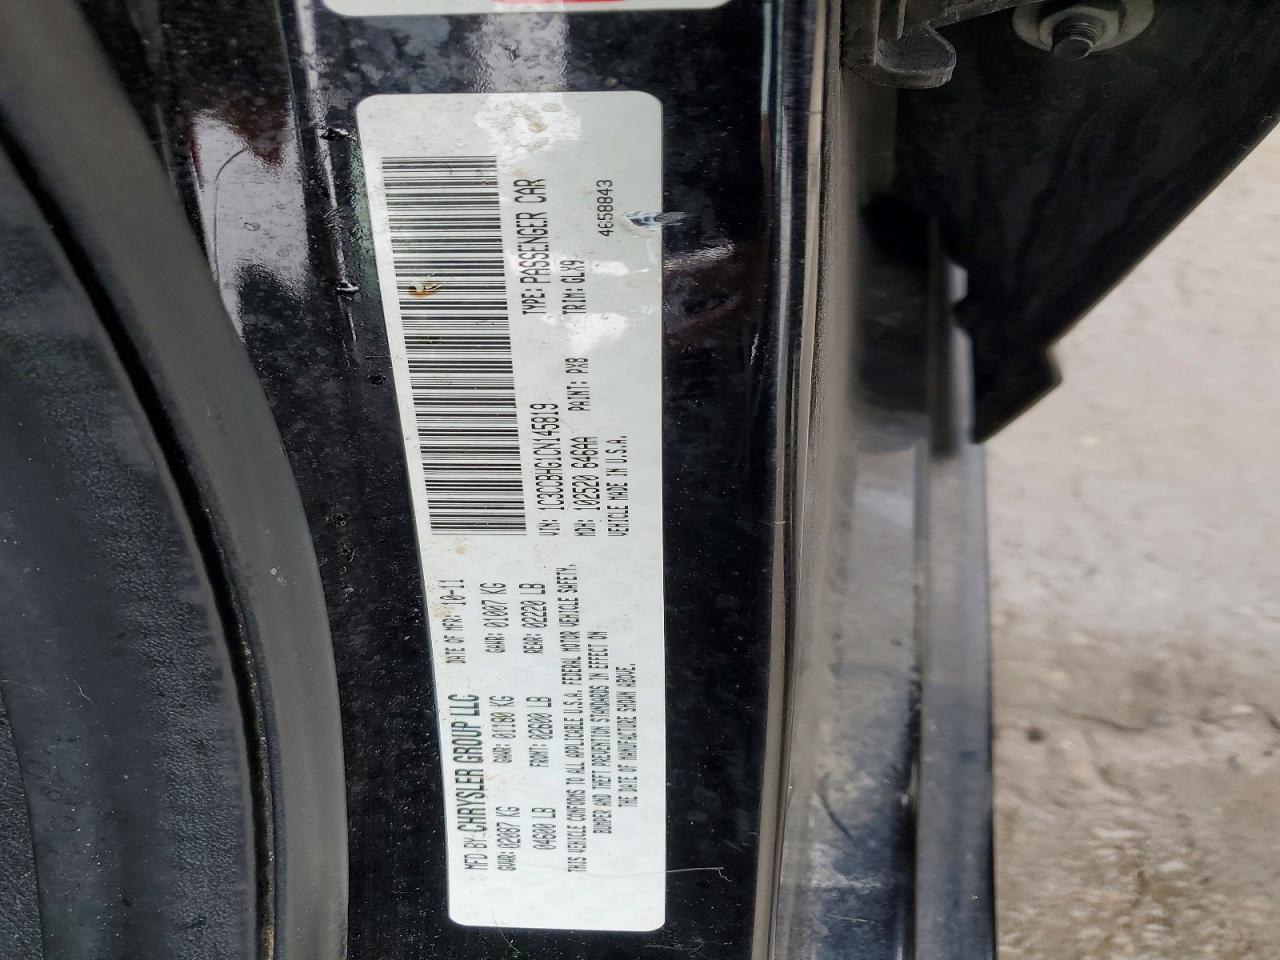 MFD BY CHRYSLER GROUP LLC
DATE OF MFR: 10-11
GVWR: 02087 KG
GAWR: 01180 KG
GAWR: 01007 KG
04600 LB
FRONT: 02600 LB
REAR: 02220 LB
THIS VEHICLE CONFORMS TO ALL APPLICABLE U.S.A. FEDERAL MOTOR VEHICLE SAFETY,
BUMPER AND THEFT PREVENTION STANDARDS IN EFFECT ON
THE DATE OF MANUFACTURE SHOWN ABOVE.
VIN: 1C3CCBHG1CN145819
TYPE: PASSENGER CAR
MDH: 102520 646AA
PAINT: PX8
TRIM: GLX9
VEHICLE MADE IN U.S.A.
4658843